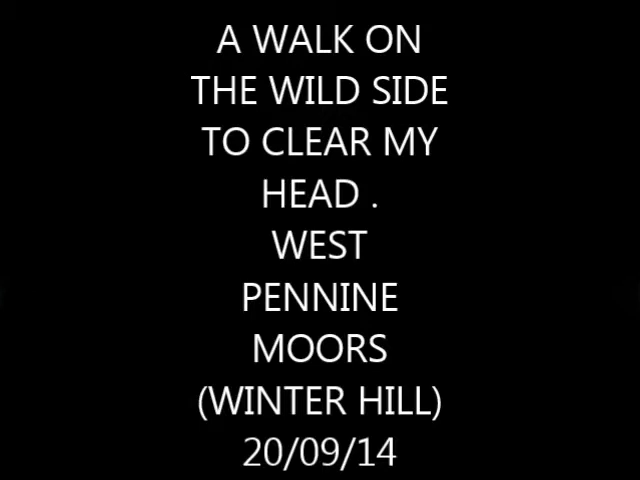 A WALK ON
THE WILD SIDE
TO CLEAR MY
HEAD .
WEST
PENNINE
MOORS
(WINTER HILL)
20/09/14